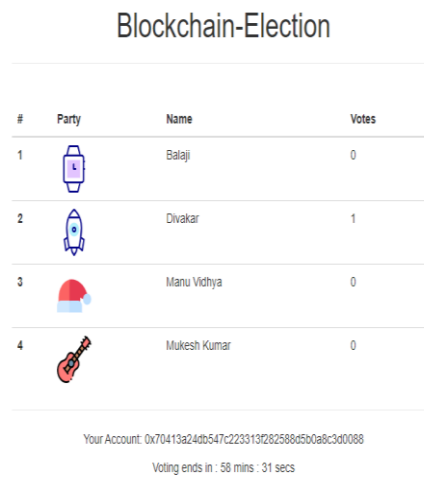 Blockchain-Election
# Party Name Votes
1 Balaji 0
2 Divakar 1
3 Manu Vidhya 0
4 Mukesh Kumar 0
Your Account: 0x70413a24db547c223313f282588d5b0a8c3d0088
Voting ends in : 58 mins : 31 secs